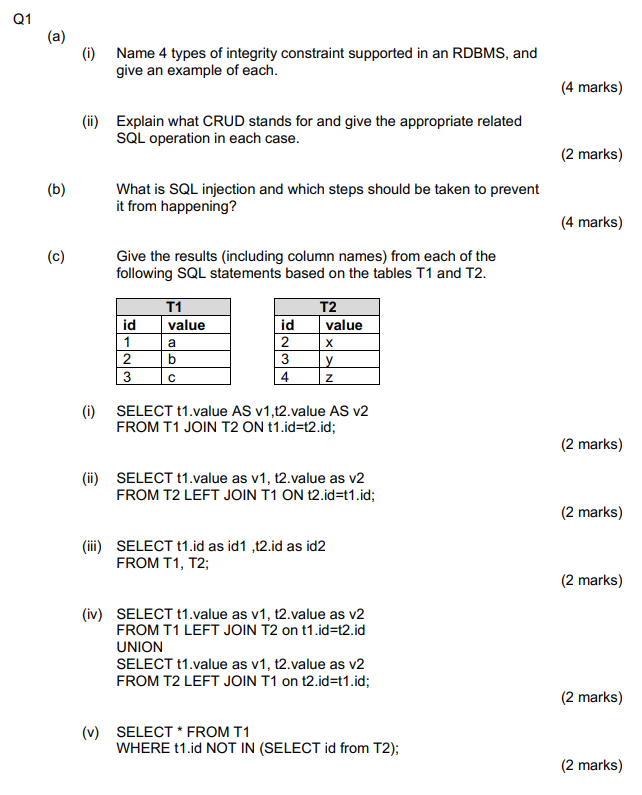 Q1
(a)
(i) Name 4 types of integrity constraint supported in an RDBMS, and
give an example of each.
(4 marks)
(ii) Explain what CRUD stands for and give the appropriate related
SQL operation in each case.
(2 marks)
(b) What is SQL injection and which steps should be taken to prevent
it from happening?
(4 marks)
(c) Give the results (including column names) from each of the
following SQL statements based on the tables T1 and T2.
T1
id value
1 a
2 b
3 c
T2
id value
2 x
3 y
4 z
(i) SELECT t1.value AS v1,t2.value AS v2
FROM T1 JOIN T2 ON t1.id=t2.id;
(2 marks)
(ii) SELECT t1.value as v1, t2.value as v2
FROM T2 LEFT JOIN T1 ON t2.id=t1.id;
(2 marks)
(iii) SELECT t1.id as id1 ,t2.id as id2
FROM T1, T2;
(2 marks)
(iv) SELECT t1.value as v1, t2.value as v2
FROM T1 LEFT JOIN T2 on t1.id=t2.id
UNION
SELECT t1.value as v1, t2.value as v2
FROM T2 LEFT JOIN T1 on t2.id=t1.id;
(2 marks)
(v) SELECT * FROM T1
WHERE t1.id NOT IN (SELECT id from T2);
(2 marks)